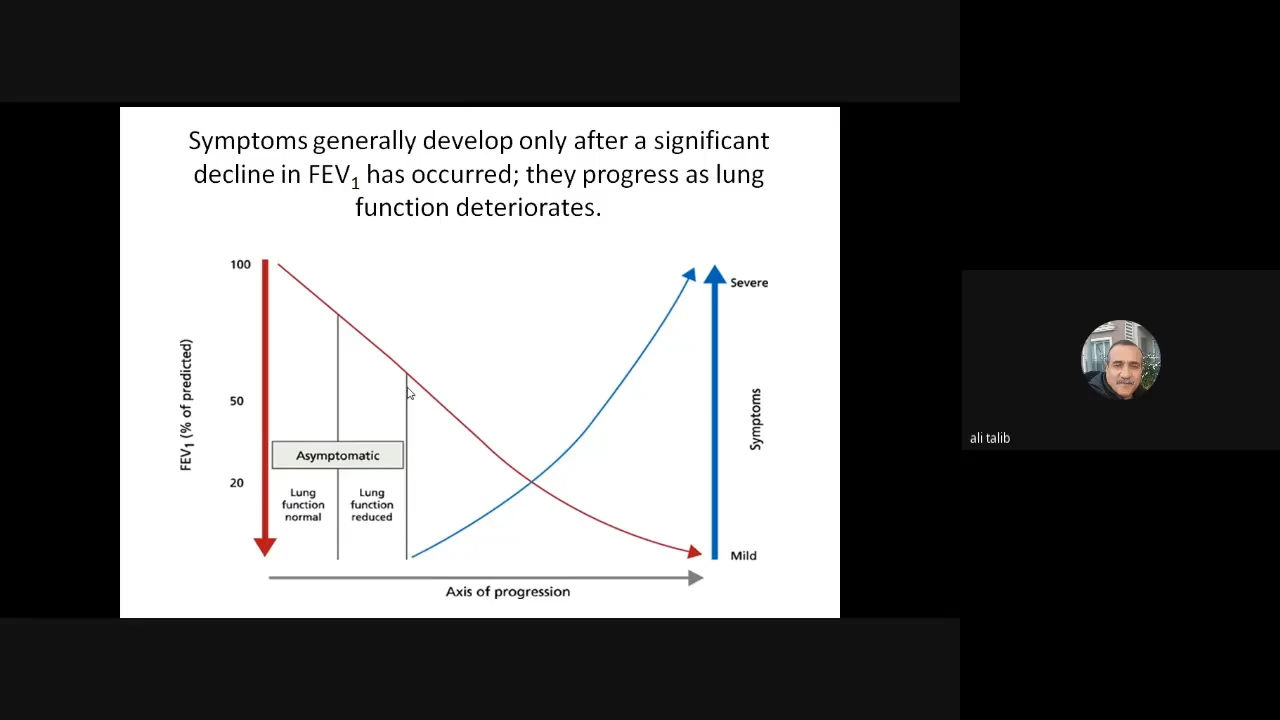 Symptoms generally develop only after a significant
decline in FEV1 has occurred; they progress as lung
function deteriorates.
100
50
20
FEV1 (% of predicted)
Asymptomatic
Lung
function
normal
Lung
function
reduced
Severe
Symptoms
Mild
Axis of progression
ali talib